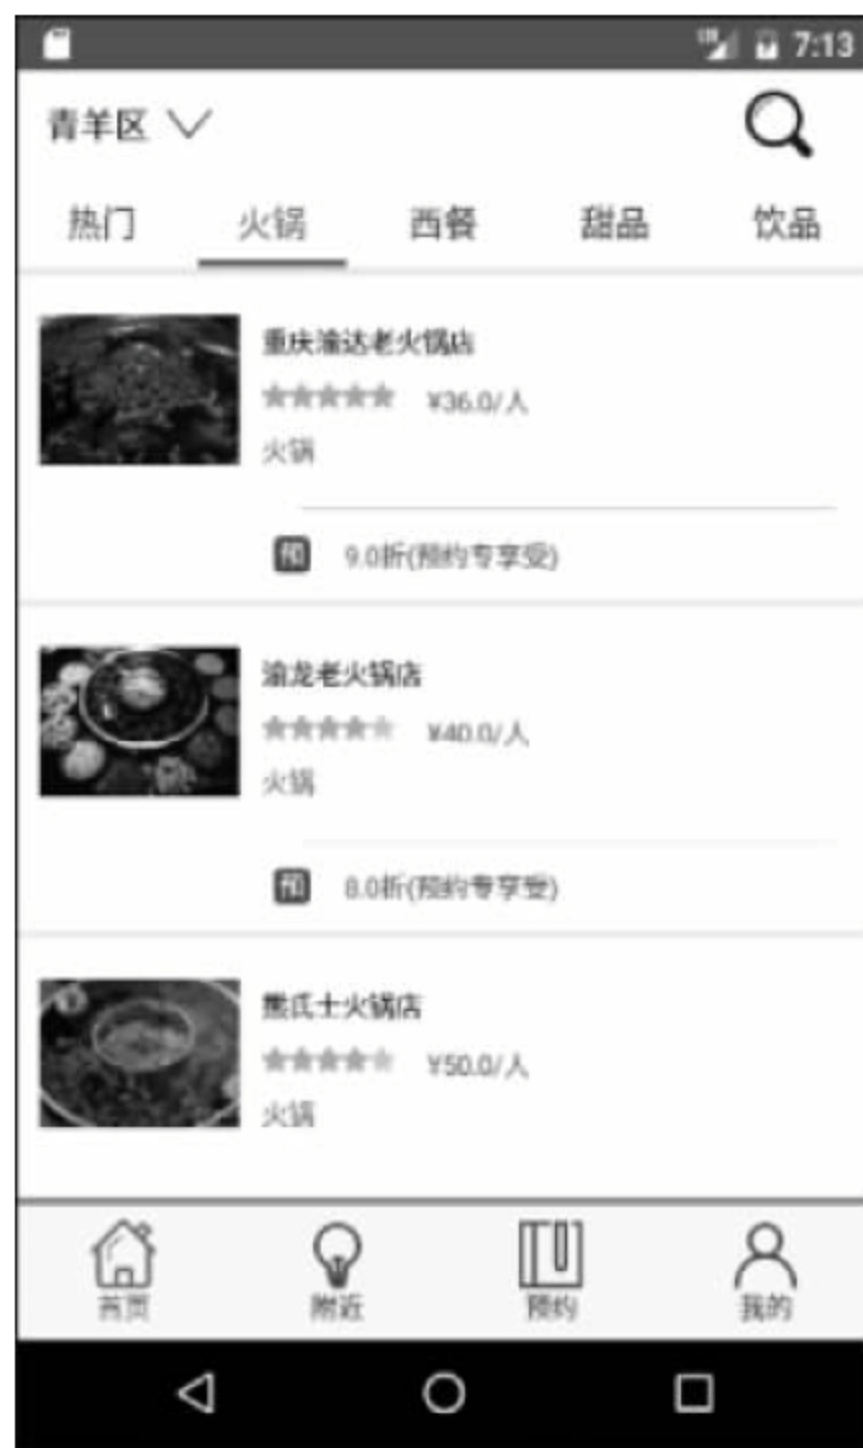 7:13
青羊区
热门 火锅 西餐 甜品 饮品
重庆渝达老火锅店
¥36.0/人
火锅
预 9.0折(预约专享受)
渝龙老火锅店
¥40.0/人
火锅
预 8.0折(预约专享受)
熊氏士火锅店
¥50.0/人
火锅
首页 附近 预约 我的